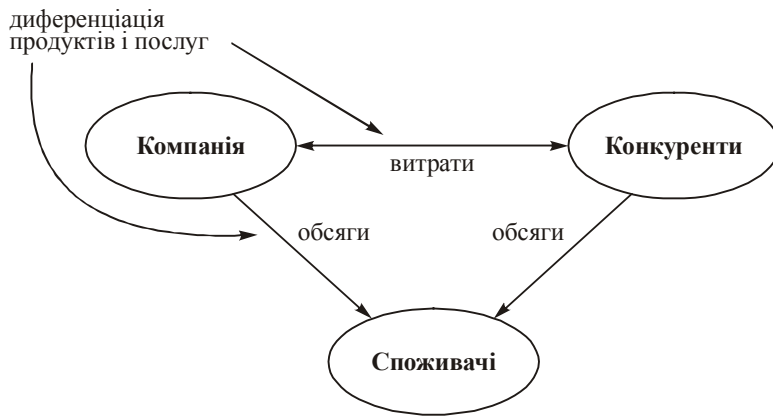 диференціація
продуктів і послуг
Компанія
Конкуренти
витрати
обсяги
обсяги
Споживачі